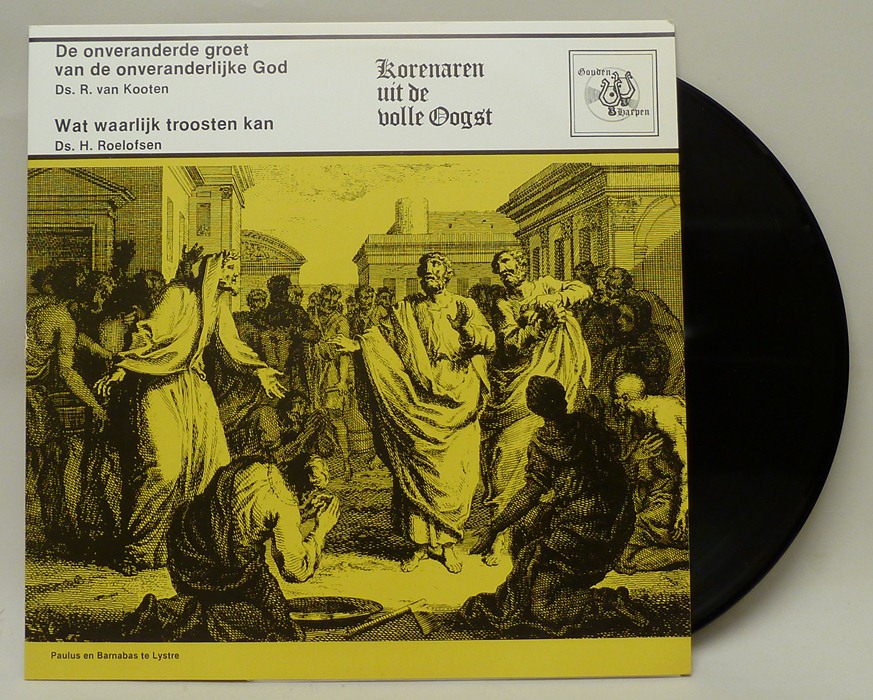 De onveranderde groet
van de onveranderlijke God
Ds. R. van Kooten
Wat waarlijk troosten kan
Ds. H. Roelofsen
Korenaren
uit de
volle Oogst
Gouden
Harpen
Paulus en Barnabas te Lystre